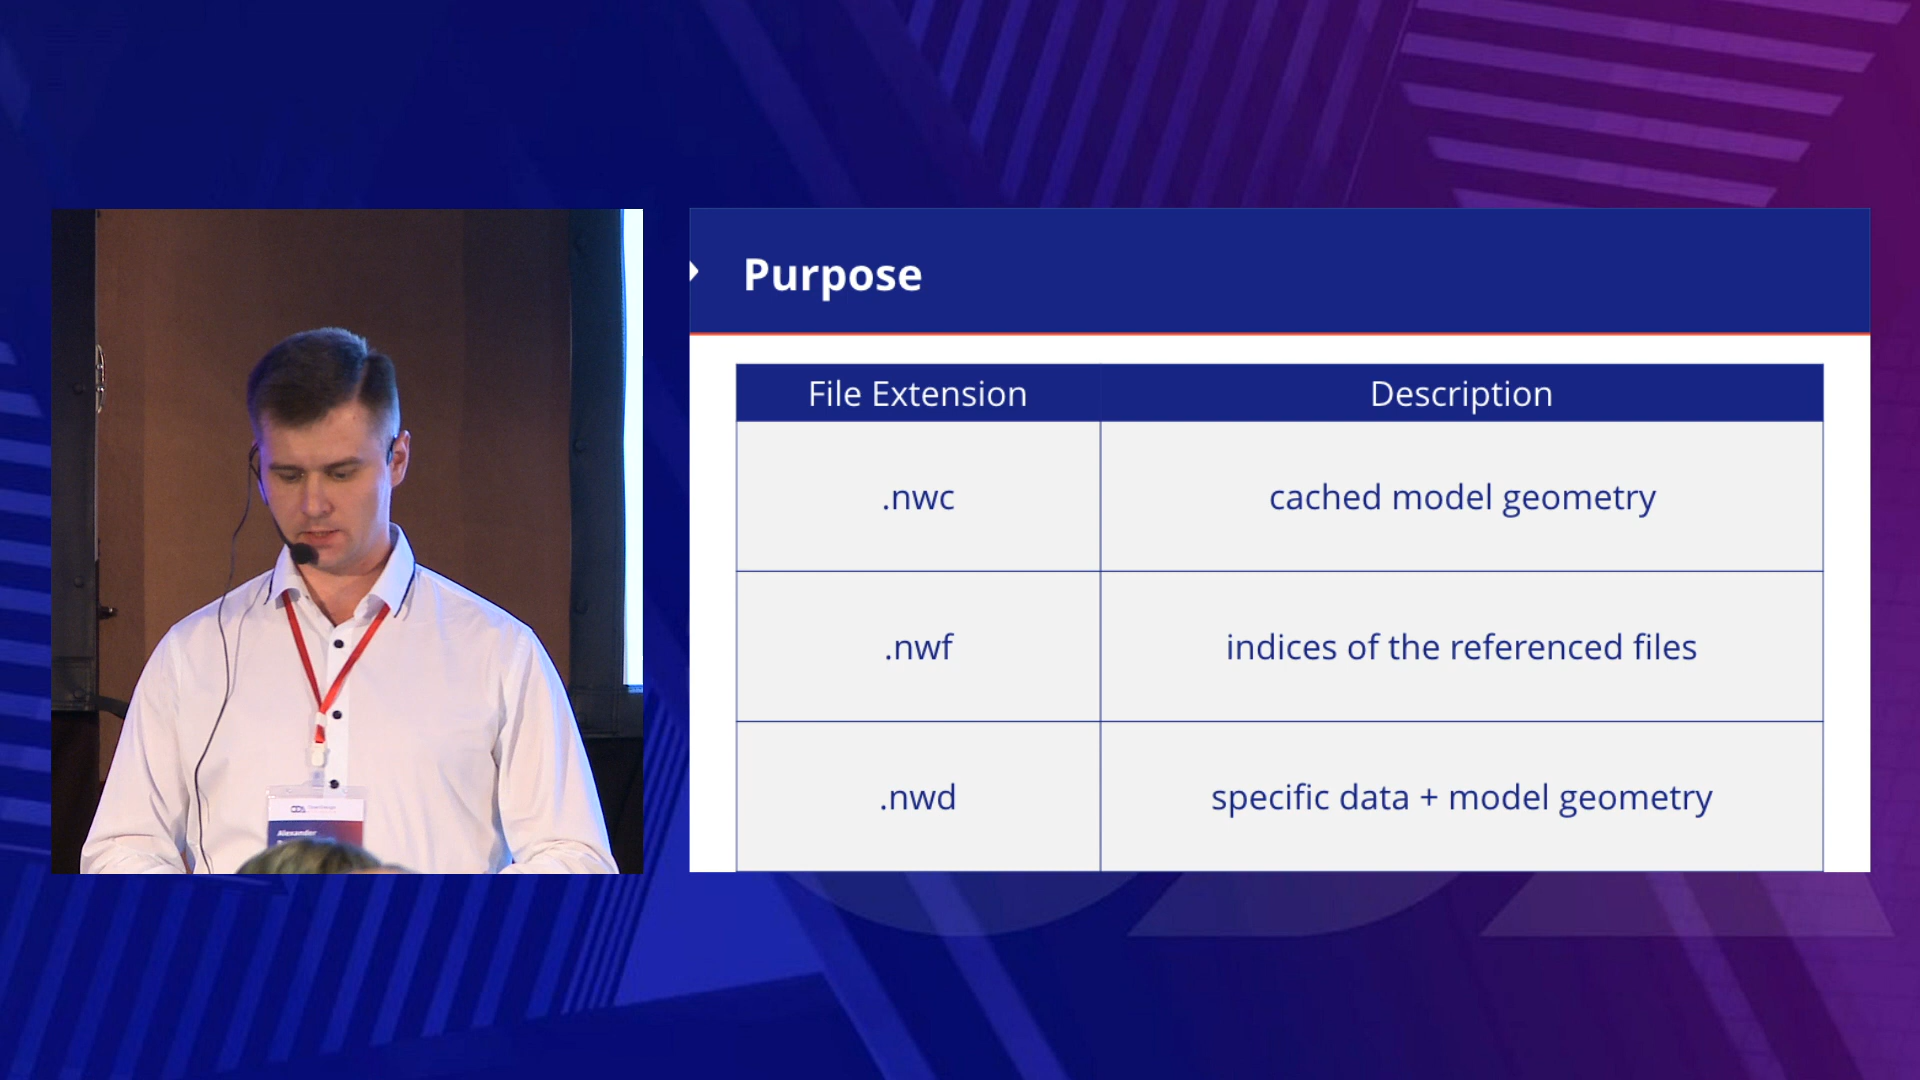 Purpose
File Extension Description
.nwc cached model geometry
.nwf indices of the referenced files
.nwd specific data + model geometry
Alexander